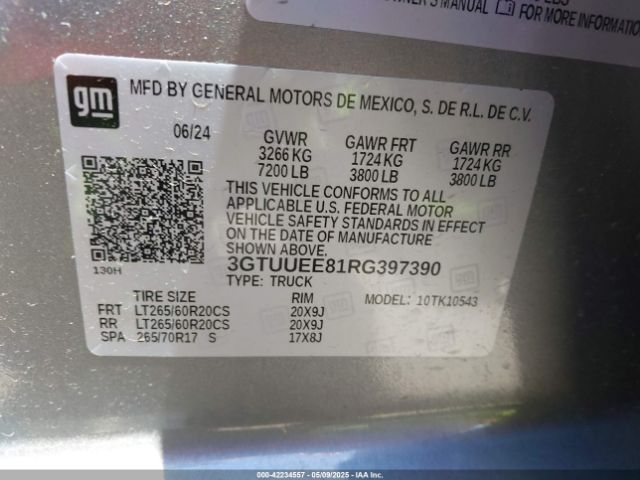 OWNER'S MANUAL FOR MORE INFORMATION
gm
MFD BY GENERAL MOTORS DE MEXICO, S. DE R.L. DE C.V.
06/24 GVWR GAWR FRT GAWR RR
3266 KG 1724 KG 1724 KG
7200 LB 3800 LB 3800 LB
THIS VEHICLE CONFORMS TO ALL
APPLICABLE U.S. FEDERAL MOTOR
VEHICLE SAFETY STANDARDS IN EFFECT
ON THE DATE OF MANUFACTURE
SHOWN ABOVE.
130H 3GTUUEE81RG397390
TYPE: TRUCK
TIRE SIZE RIM MODEL: 10TK10543
FRT LT265/60R20CS 20X9J
RR LT265/60R20CS 20X9J
SPA 265/70R17 S 17X8J
000-42234557 | 05/09/2025 | IAA, Inc.